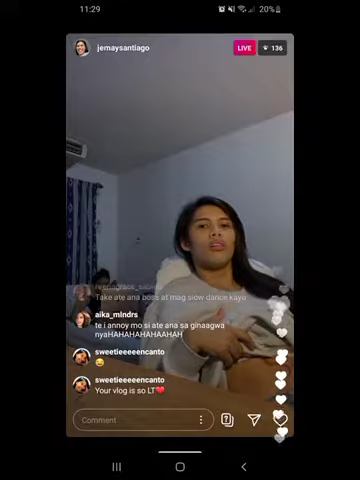 11:29
20%
jemaysantiago
LIVE
136
Take ate ana boss at mag slow dance kayu
aika_mlndrs
te i annoy mo si ate ana sa ginaagwa
nyaHAHAHAHAAHAH
sweetieeeeencanto
😂
sweetieeeeencanto
Your vlog is so LT❤️
Comment